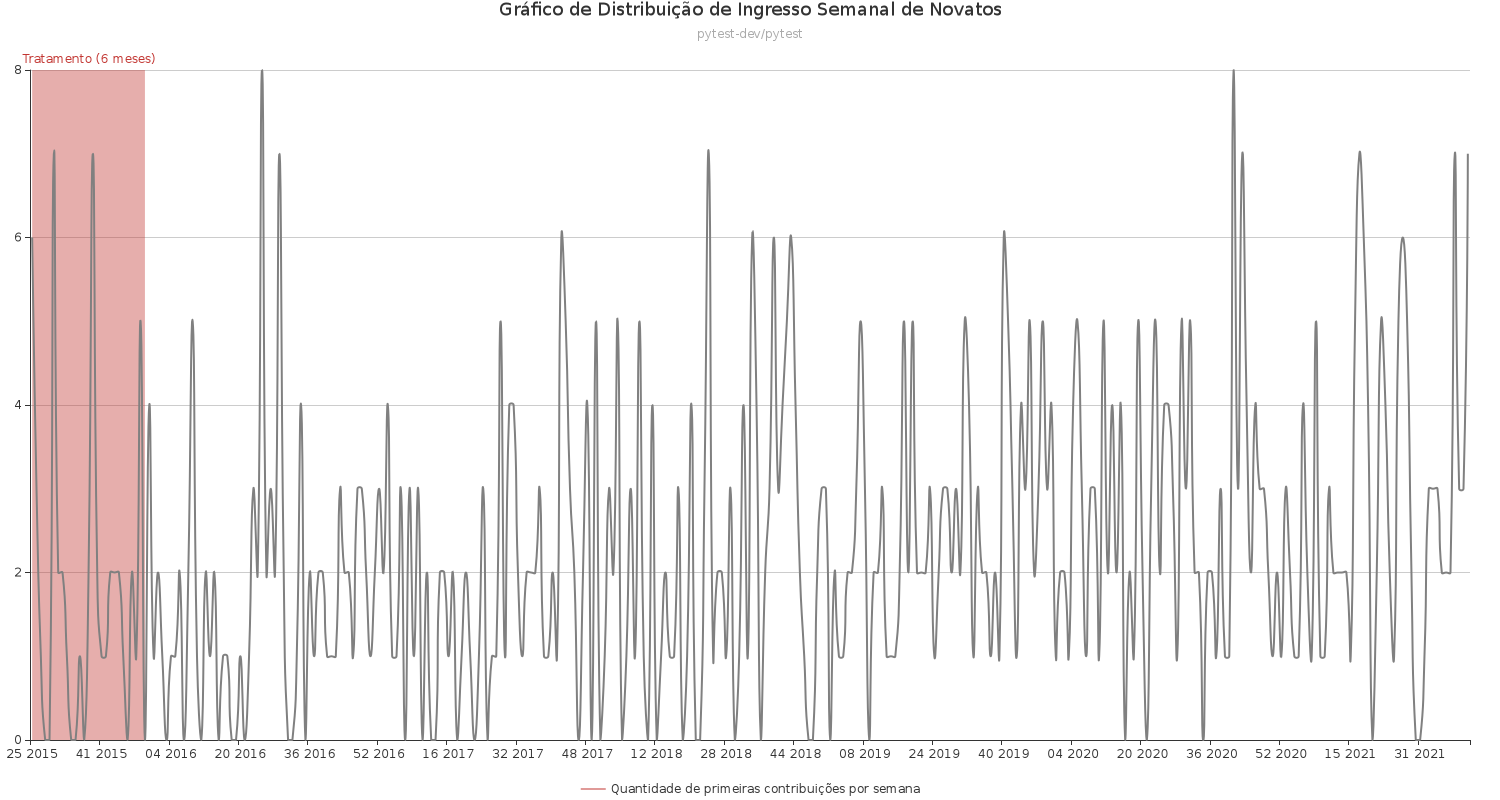 Gráfico de Distribuição de Ingresso Semanal de Novatos
pytest-dev/pytest
Tratamento (6 meses)
8
6
4
2
0
25 2015 41 2015 04 2016 20 2016 36 2016 52 2016 16 2017 32 2017 48 2017 12 2018 28 2018 44 2018 08 2019 24 2019 40 2019 04 2020 20 2020 36 2020 52 2020 15 2021 31 2021
Quantidade de primeiras contribuições por semana